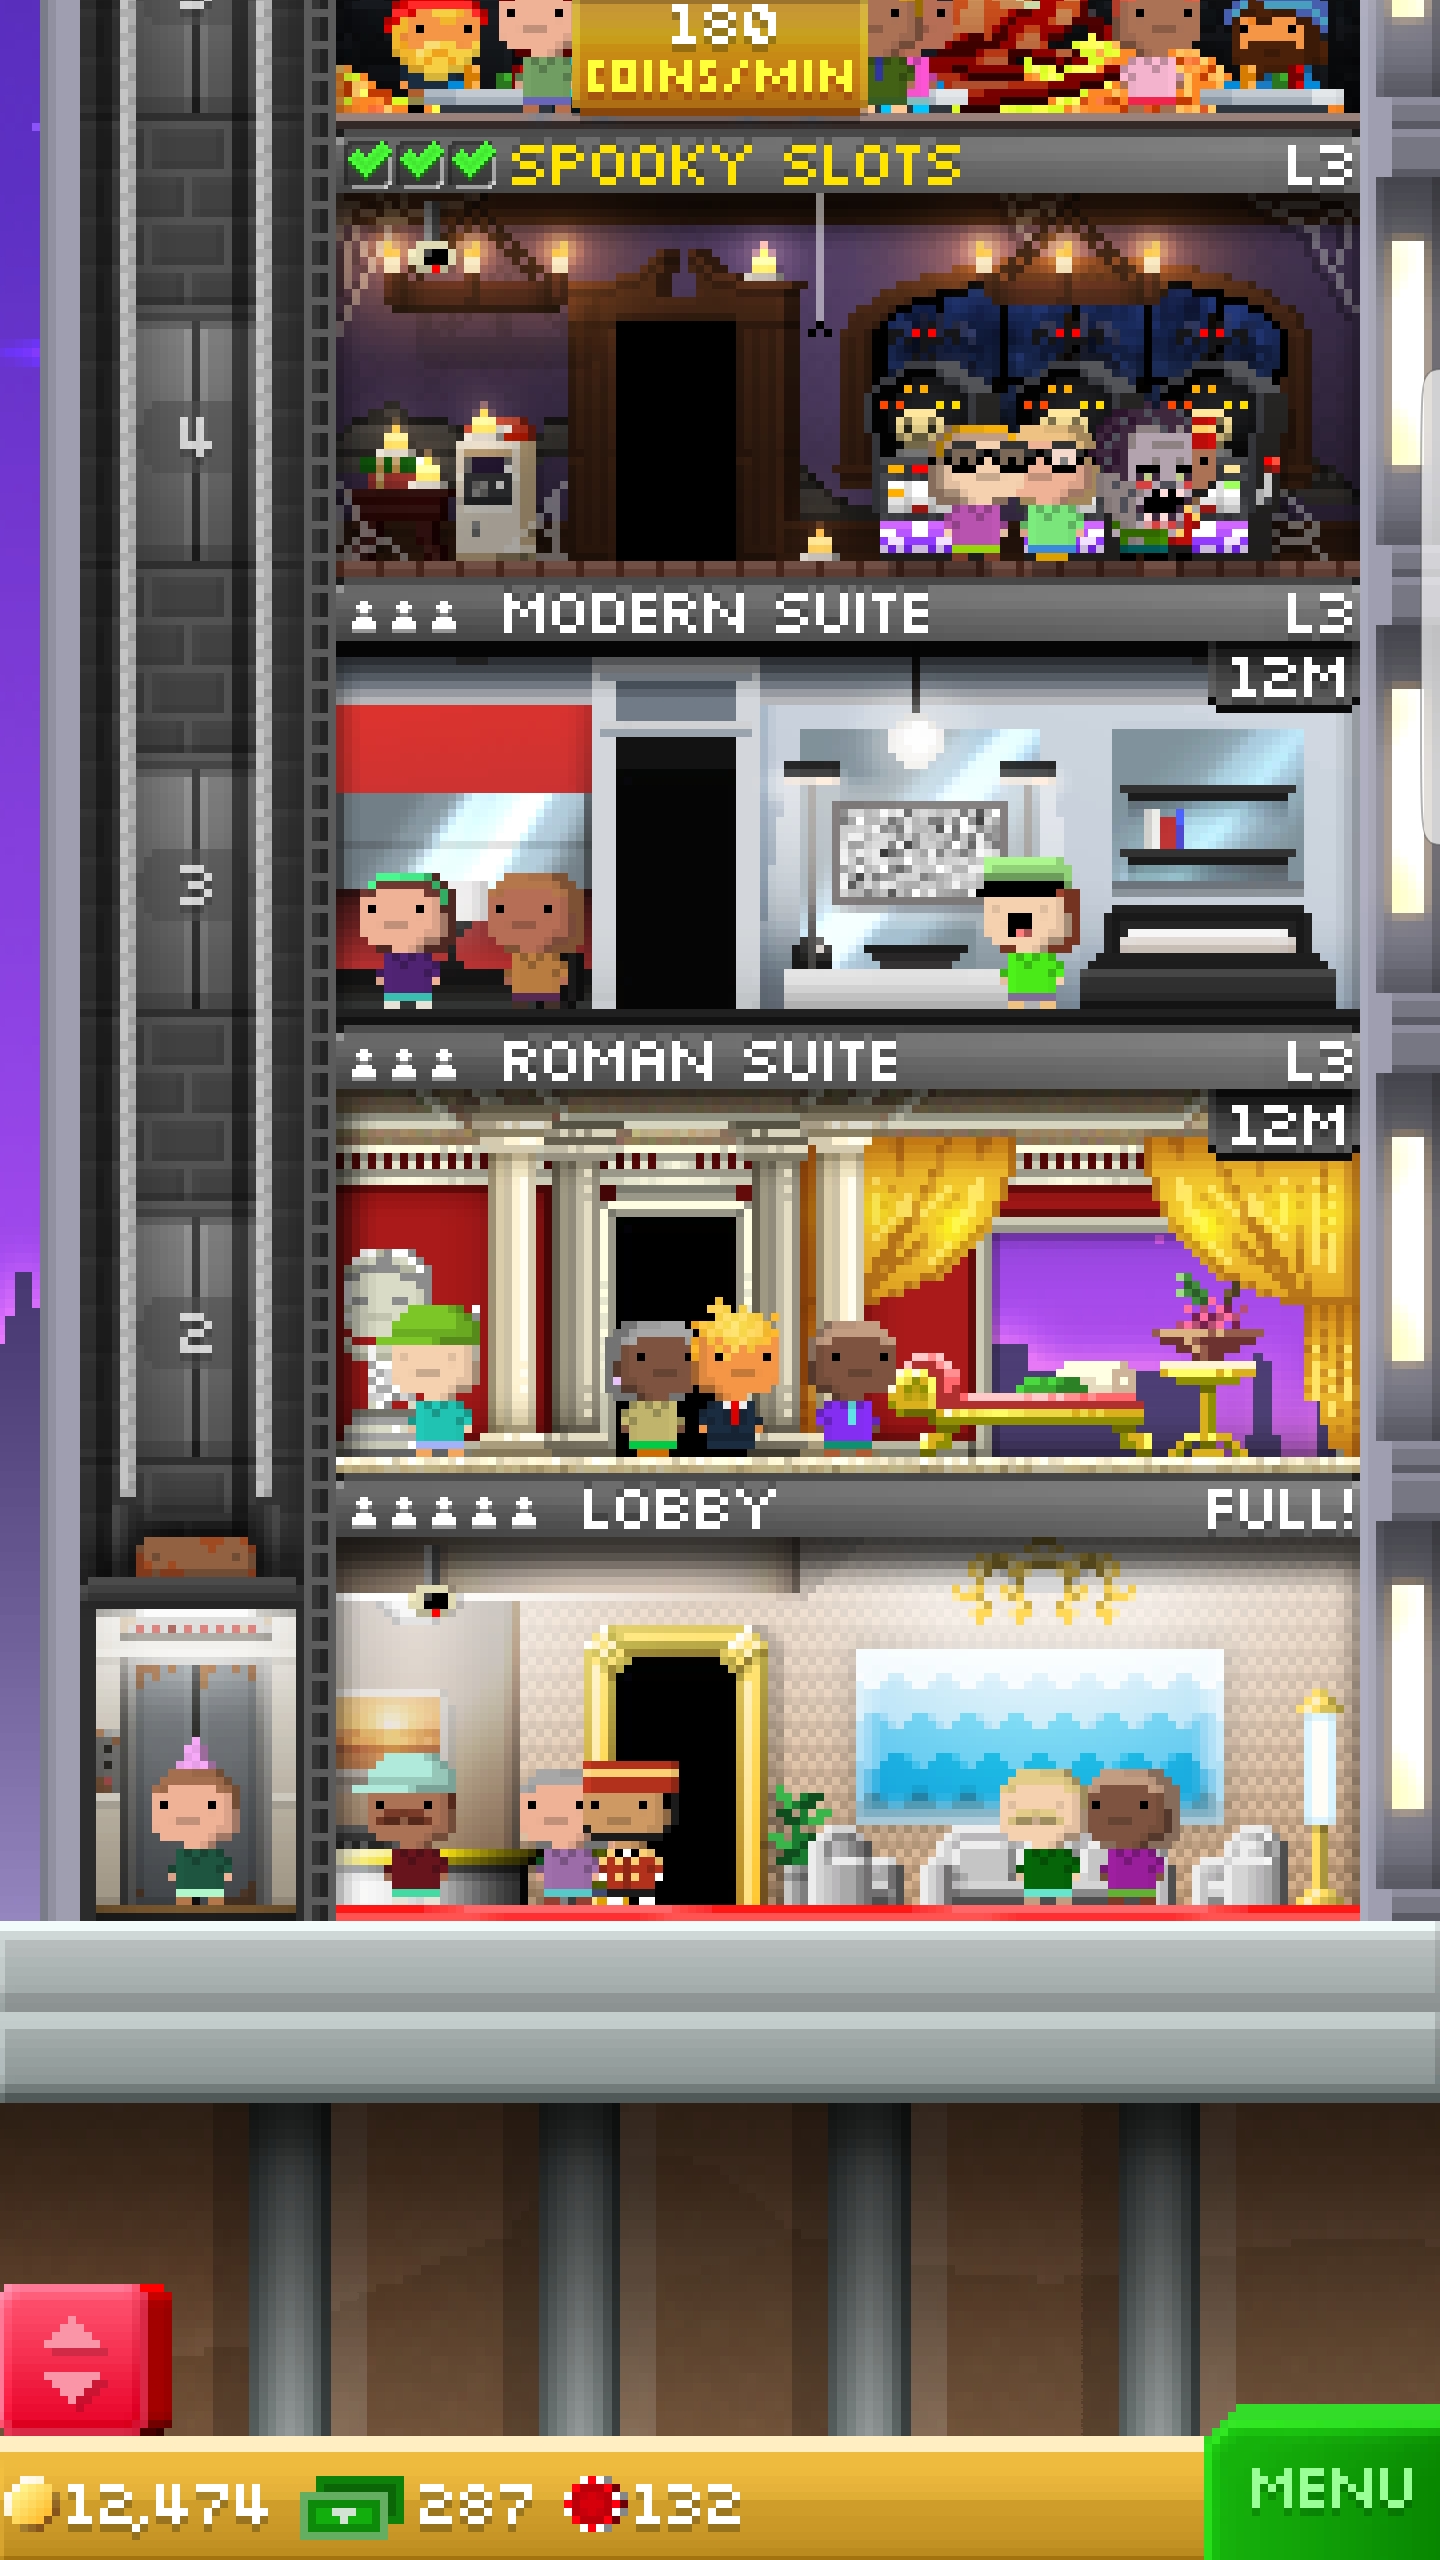 180
COINS/MIN
SPOOKY SLOTS L3
4
MODERN SUITE L3
12M
3
ROMAN SUITE L3
12M
2
LOBBY FULL!
12,474 287 132
MENU